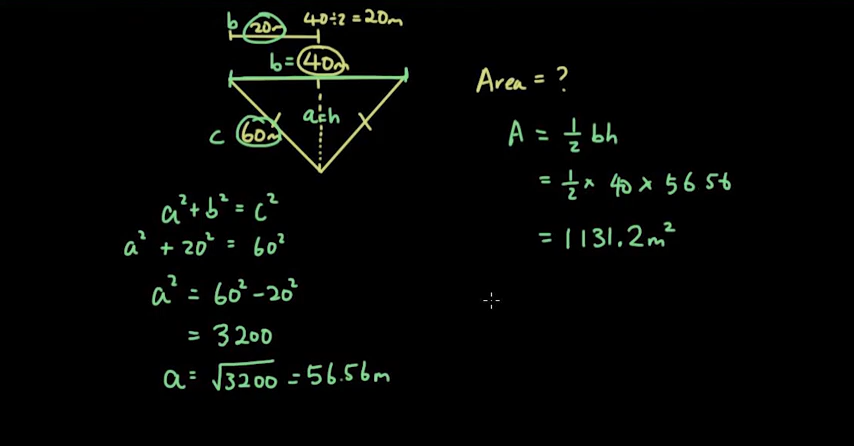 b 20m 40÷2 = 20m
b = 40m
a=h
c 60m
a² + b² = c²
a² + 20² = 60²
a² = 60² - 20²
= 3200
a = √3200 = 56.56m
Area = ?
A = 1/2 bh
= 1/2 × 40 × 56 56
= 1131.2m²